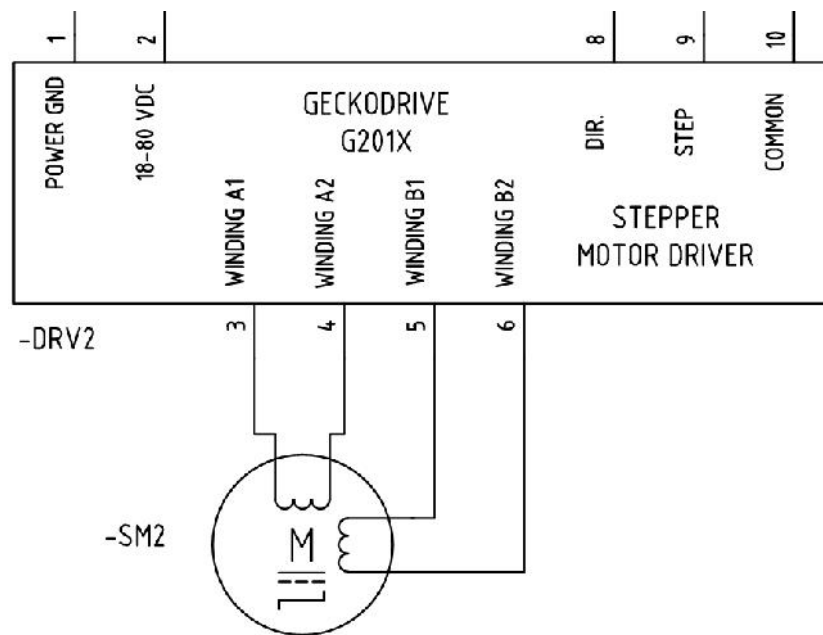 1
2
8
9
10
POWER GND
18-80 VDC
GECKODRIVE
G201X
DIR.
STEP
COMMON
WINDING A1
WINDING A2
WINDING B1
WINDING B2
STEPPER
MOTOR DRIVER
-DRV2
3
4
5
6
-SM2
M